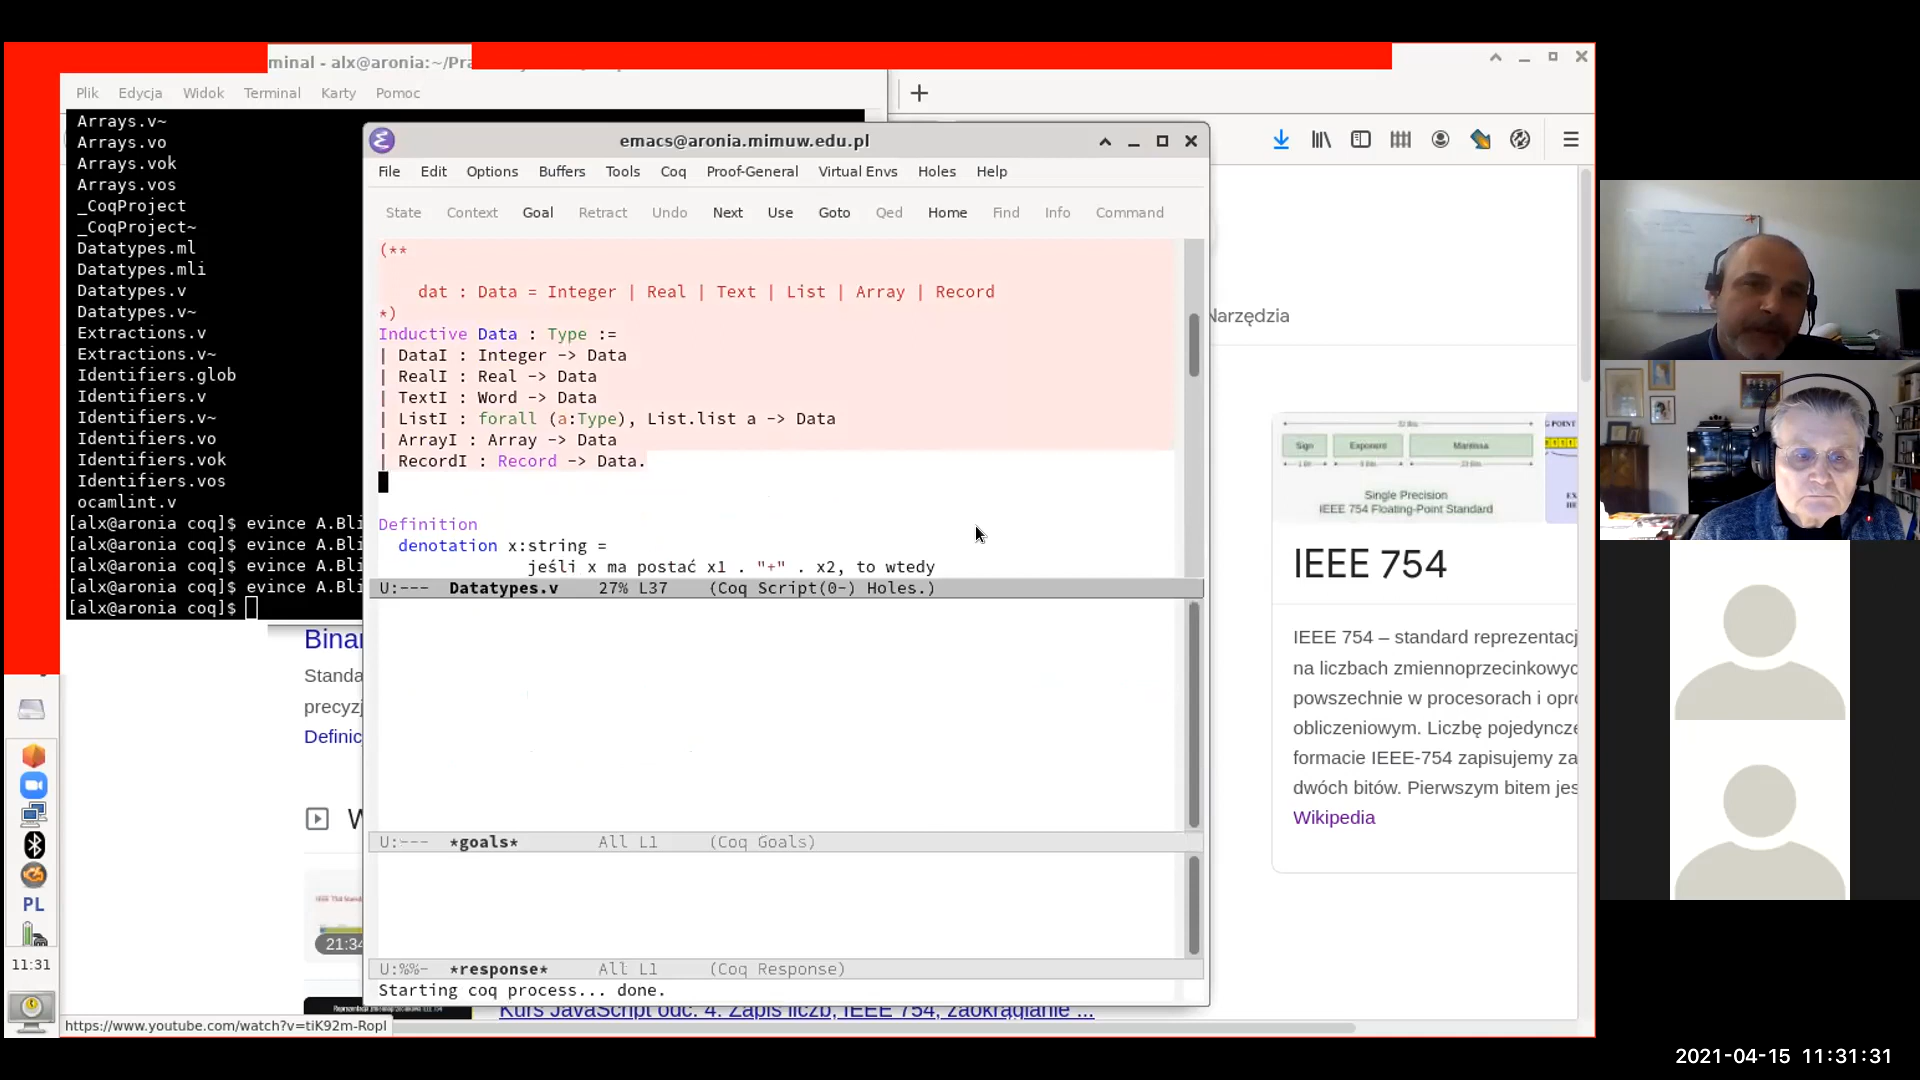 minal - alx@aronia:~/Pra
Plik Edycja Widok Terminal Karty Pomoc
Arrays.v~
Arrays.vo
Arrays.vok
Arrays.vos
_CoqProject
_CoqProject~
Datatypes.ml
Datatypes.mli
Datatypes.v
Datatypes.v~
Extractions.v
Extractions.v~
Identifiers.glob
Identifiers.v
Identifiers.v~
Identifiers.vo
Identifiers.vok
Identifiers.vos
ocamlint.v
[alx@aronia coq]$ evince A.Bli
[alx@aronia coq]$ evince A.Bli
[alx@aronia coq]$ evince A.Bli
[alx@aronia coq]$ evince A.Bli
[alx@aronia coq]$
emacs@aronia.mimuw.edu.pl
File Edit Options Buffers Tools Coq Proof-General Virtual Envs Holes Help
State Context Goal Retract Undo Next Use Goto Qed Home Find Info Command
(**
dat : Data = Integer | Real | Text | List | Array | Record
*)
Inductive Data : Type :=
| DataI : Integer -> Data
| RealI : Real -> Data
| TextI : Word -> Data
| ListI : forall (a:Type), List.list a -> Data
| ArrayI : Array -> Data
| RecordI : Record -> Data.
Definition
denotation x:string =
jeśli x ma postać x1 . "+" . x2, to wtedy
U:--- Datatypes.v 27% L37 (Coq Script(0-) Holes.)
U:--- *goals* All L1 (Coq Goals)
U:%%- *response* All L1 (Coq Response)
Starting coq process... done.
Narzędzia
Sign Exponent Mantissa
Single Precision
IEEE 754 Floating-Point Standard
IEEE 754
IEEE 754 – standard reprezentacj
na liczbach zmiennoprzecinkowyc
powszechnie w procesorach i opro
obliczeniowym. Liczbę pojedyncze
formacie IEEE-754 zapisujemy za
dwóch bitów. Pierwszym bitem jes
Wikipedia
Binar
Standa
precyzj
Definic
W
21:34
Kurs JavaScript odc. 4. Zapis liczb, IEEE 754, zaokrąglanie ...
PL
11:31
https://www.youtube.com/watch?v=tiK92m-RopI
2021-04-15 11:31:31